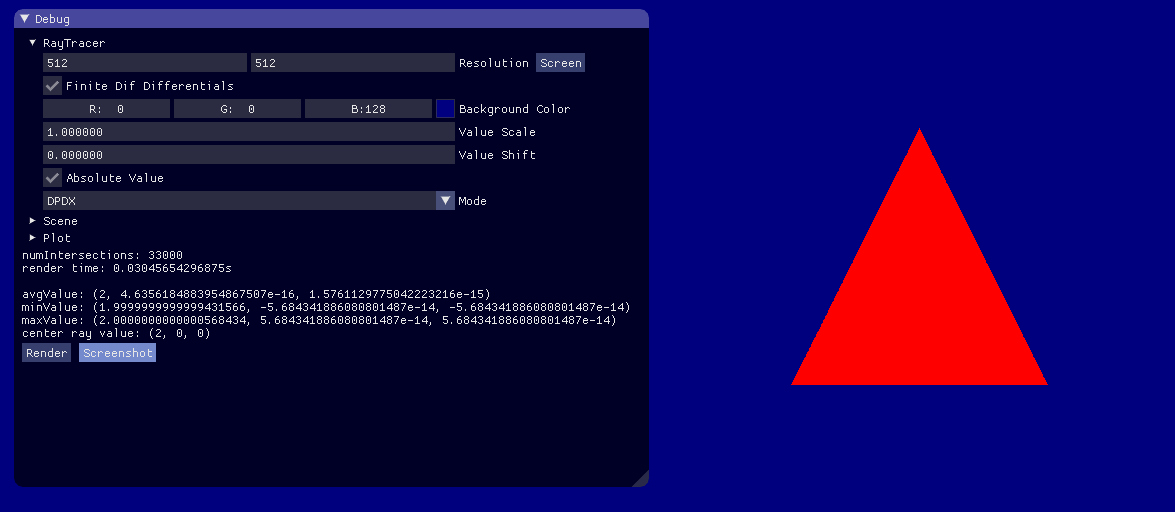 Debug
RayTracer
512 512 Resolution Screen
Finite Dif Differentials
R: 0 G: 0 B:128 Background Color
1.000000 Value Scale
0.000000 Value Shift
Absolute Value
DPDX Mode
Scene
Plot
numIntersections: 33000
render time: 0.03045654296875s
avgValue: (2, 4.6356184883954867507e-16, 1.5761129775042223216e-15)
minValue: (1.9999999999999431566, -5.684341886080801487e-14, -5.684341886080801487e-14)
maxValue: (2.0000000000000568434, 5.684341886080801487e-14, 5.684341886080801487e-14)
center ray value: (2, 0, 0)
Render Screenshot